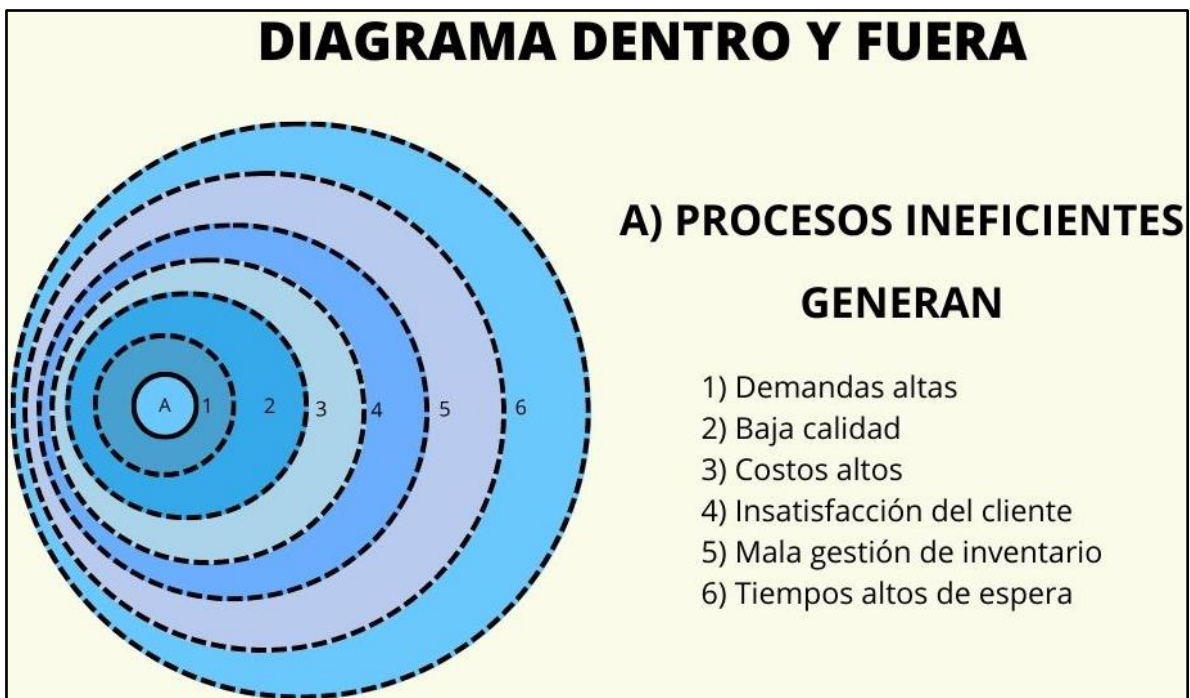 DIAGRAMA DENTRO Y FUERA
A 1 2 3 4 5 6
A) PROCESOS INEFICIENTES
GENERAN
1) Demandas altas
2) Baja calidad
3) Costos altos
4) Insatisfacción del cliente
5) Mala gestión de inventario
6) Tiempos altos de espera